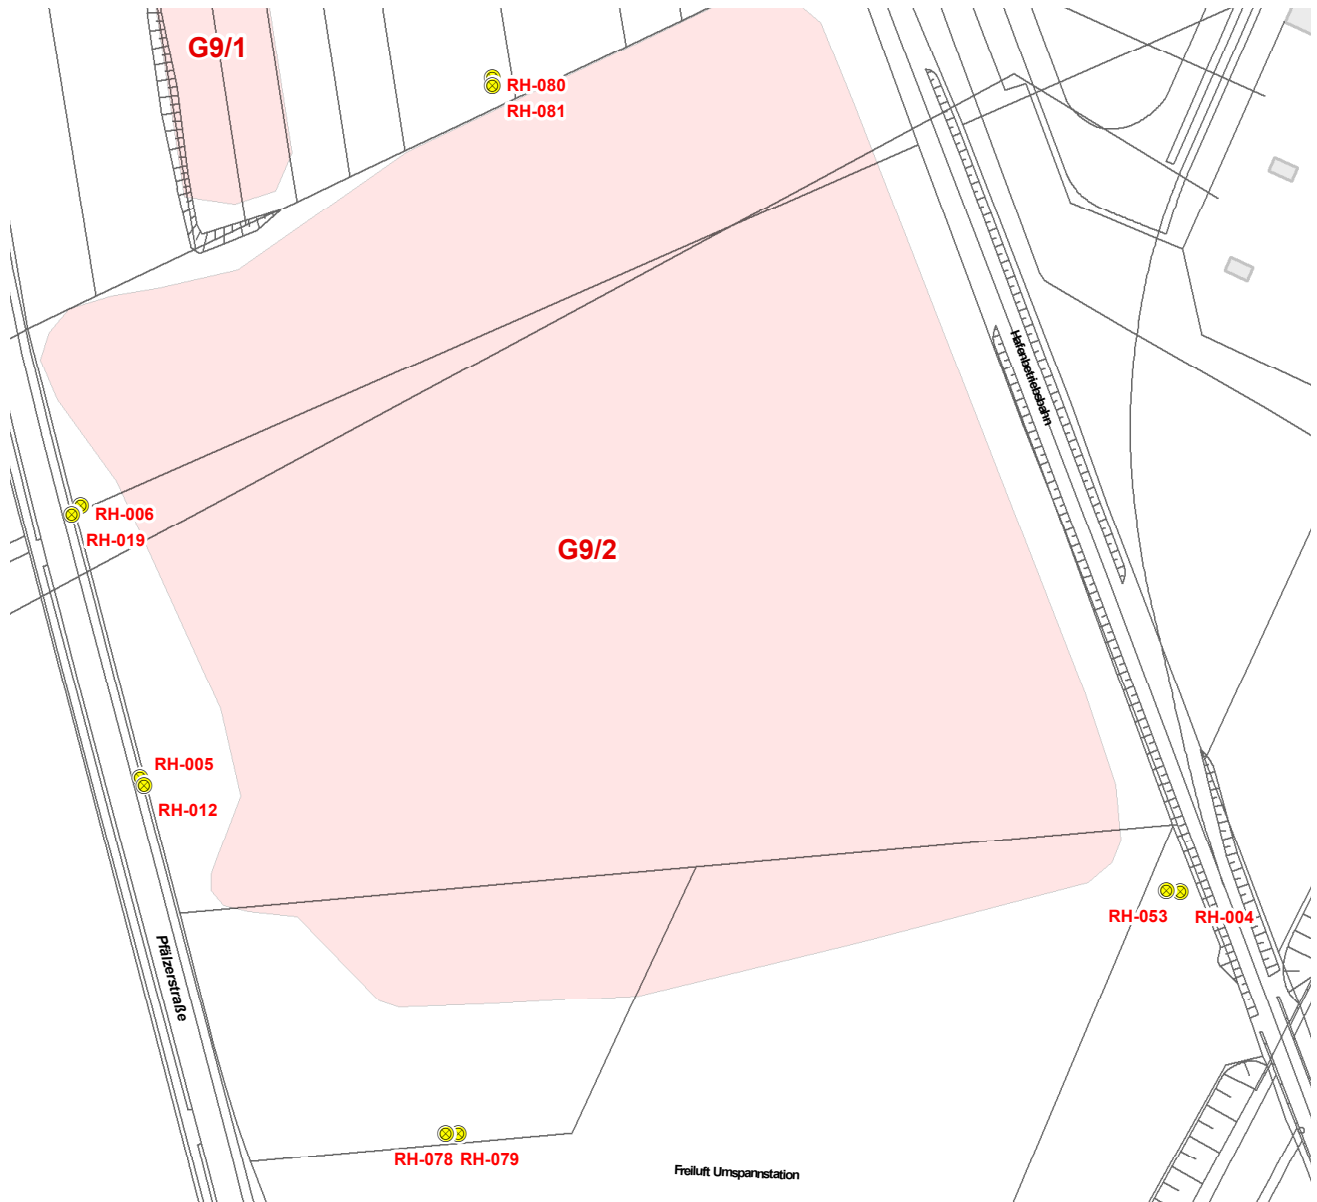 G9/1
RH-080
RH-081
Hafenbetriebsbahn
RH-006
RH-019
G9/2
RH-005
RH-012
RH-053
RH-004
Pfälzerstraße
RH-078 RH-079
Freiluft Umspannstation